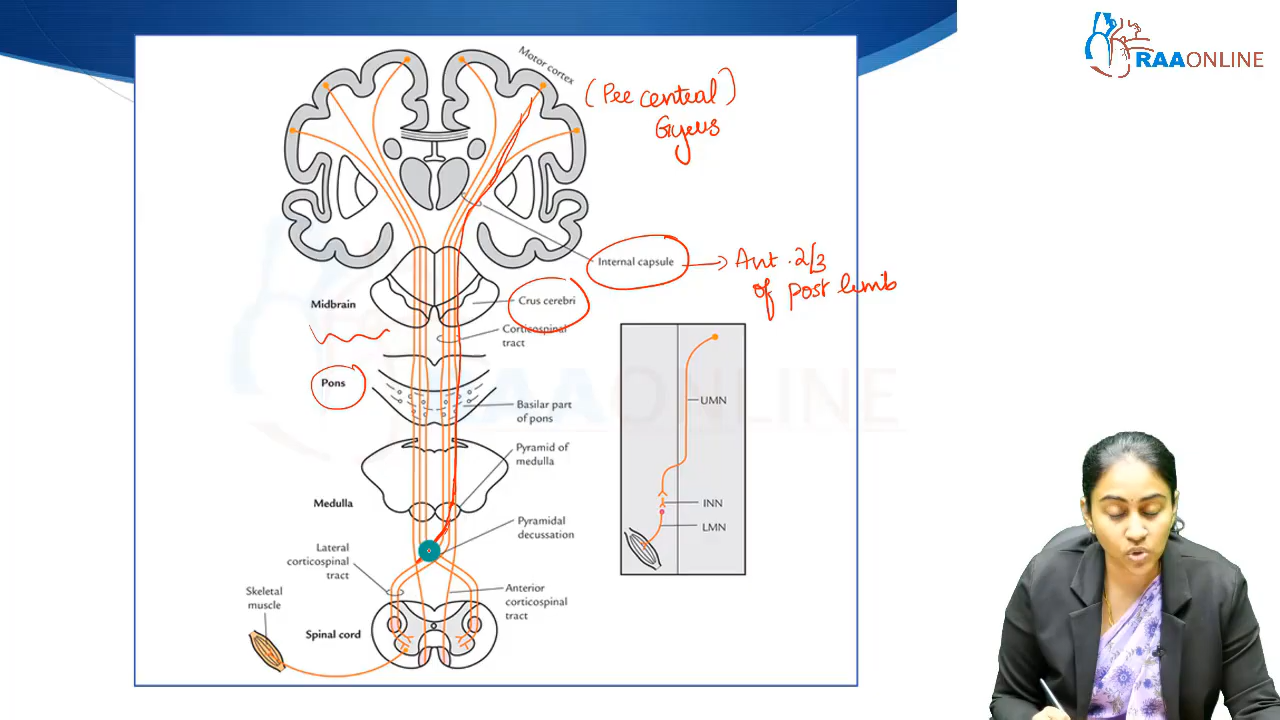 RAAONLINE
Motor cortex
(Pre central)
Gyrus
Internal capsule
Ant. 2/3
of post limb
Midbrain
Crus cerebri
Corticospinal
tract
Pons
Basilar part
of pons
Pyramid of
medulla
Medulla
Pyramidal
decussation
Lateral
corticospinal
tract
Anterior
corticospinal
tract
Skeletal
muscle
Spinal cord
UMN
INN
LMN
RAAONLINE